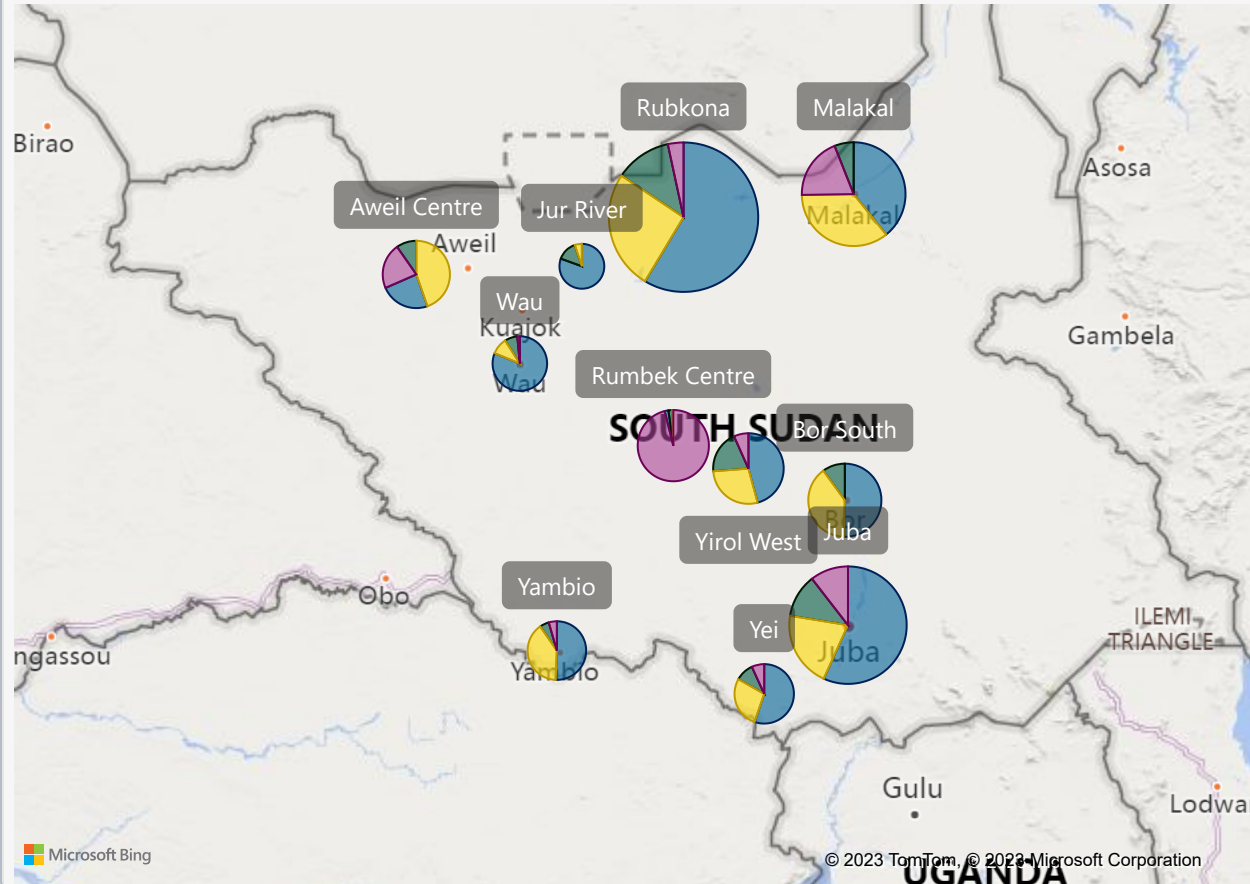 Rubkona
Malakal
Birao
Asosa
Aweil Centre
Jur River
Malakal
Aweil
Wau
Kuajok
Gambela
Wau
Rumbek Centre
SOUTH SUDAN
Bor South
Bor
Yirol West
Juba
Yambio
Obo
Yei
ILEMI
TRIANGLE
Juba
ngassou
Yambio
Gulu
Lodwa
Microsoft Bing
© 2023 TomTom, © 2023 Microsoft Corporation
UGANDA